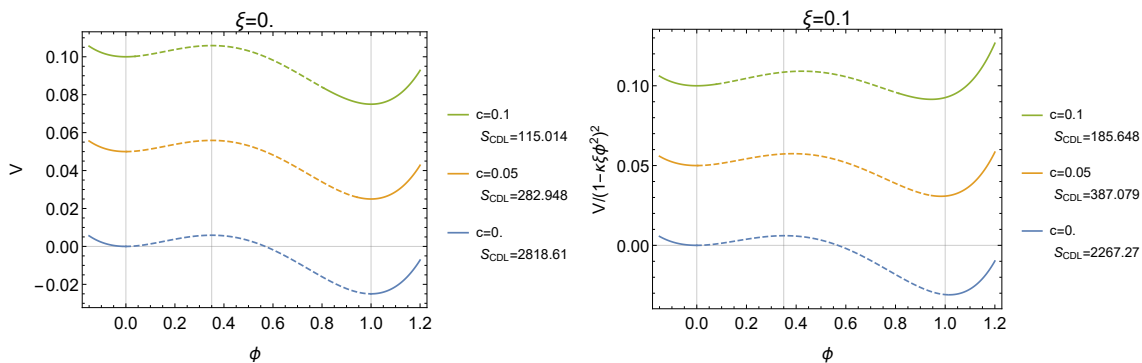 ξ=0.
V
0.10
0.08
0.06
0.04
0.02
0.00
−0.02
0.0 0.2 0.4 0.6 0.8 1.0 1.2
ϕ
c=0.1
S_CDL=115.014
c=0.05
S_CDL=282.948
c=0.
S_CDL=2818.61
ξ=0.1
V/(1−κξϕ²)²
0.10
0.05
0.00
0.0 0.2 0.4 0.6 0.8 1.0 1.2
ϕ
c=0.1
S_CDL=185.648
c=0.05
S_CDL=387.079
c=0.
S_CDL=2267.27